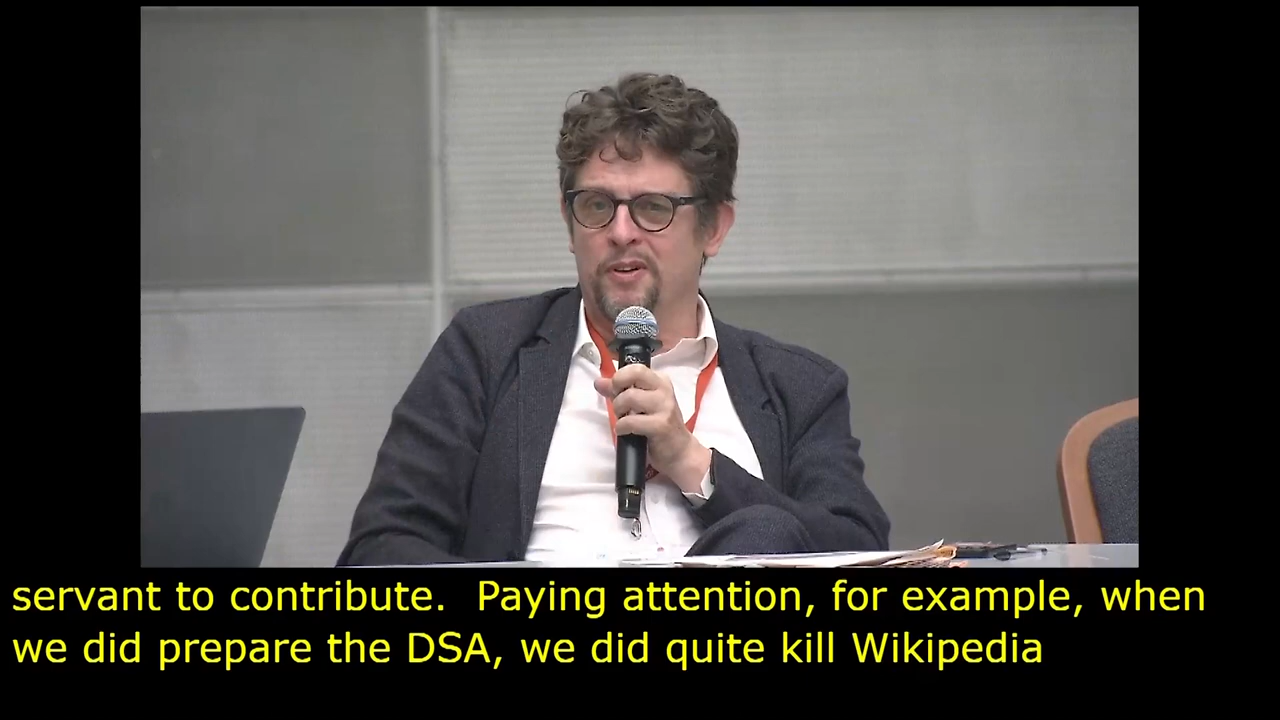 servant to contribute.  Paying attention, for example, when
we did prepare the DSA, we did quite kill Wikipedia